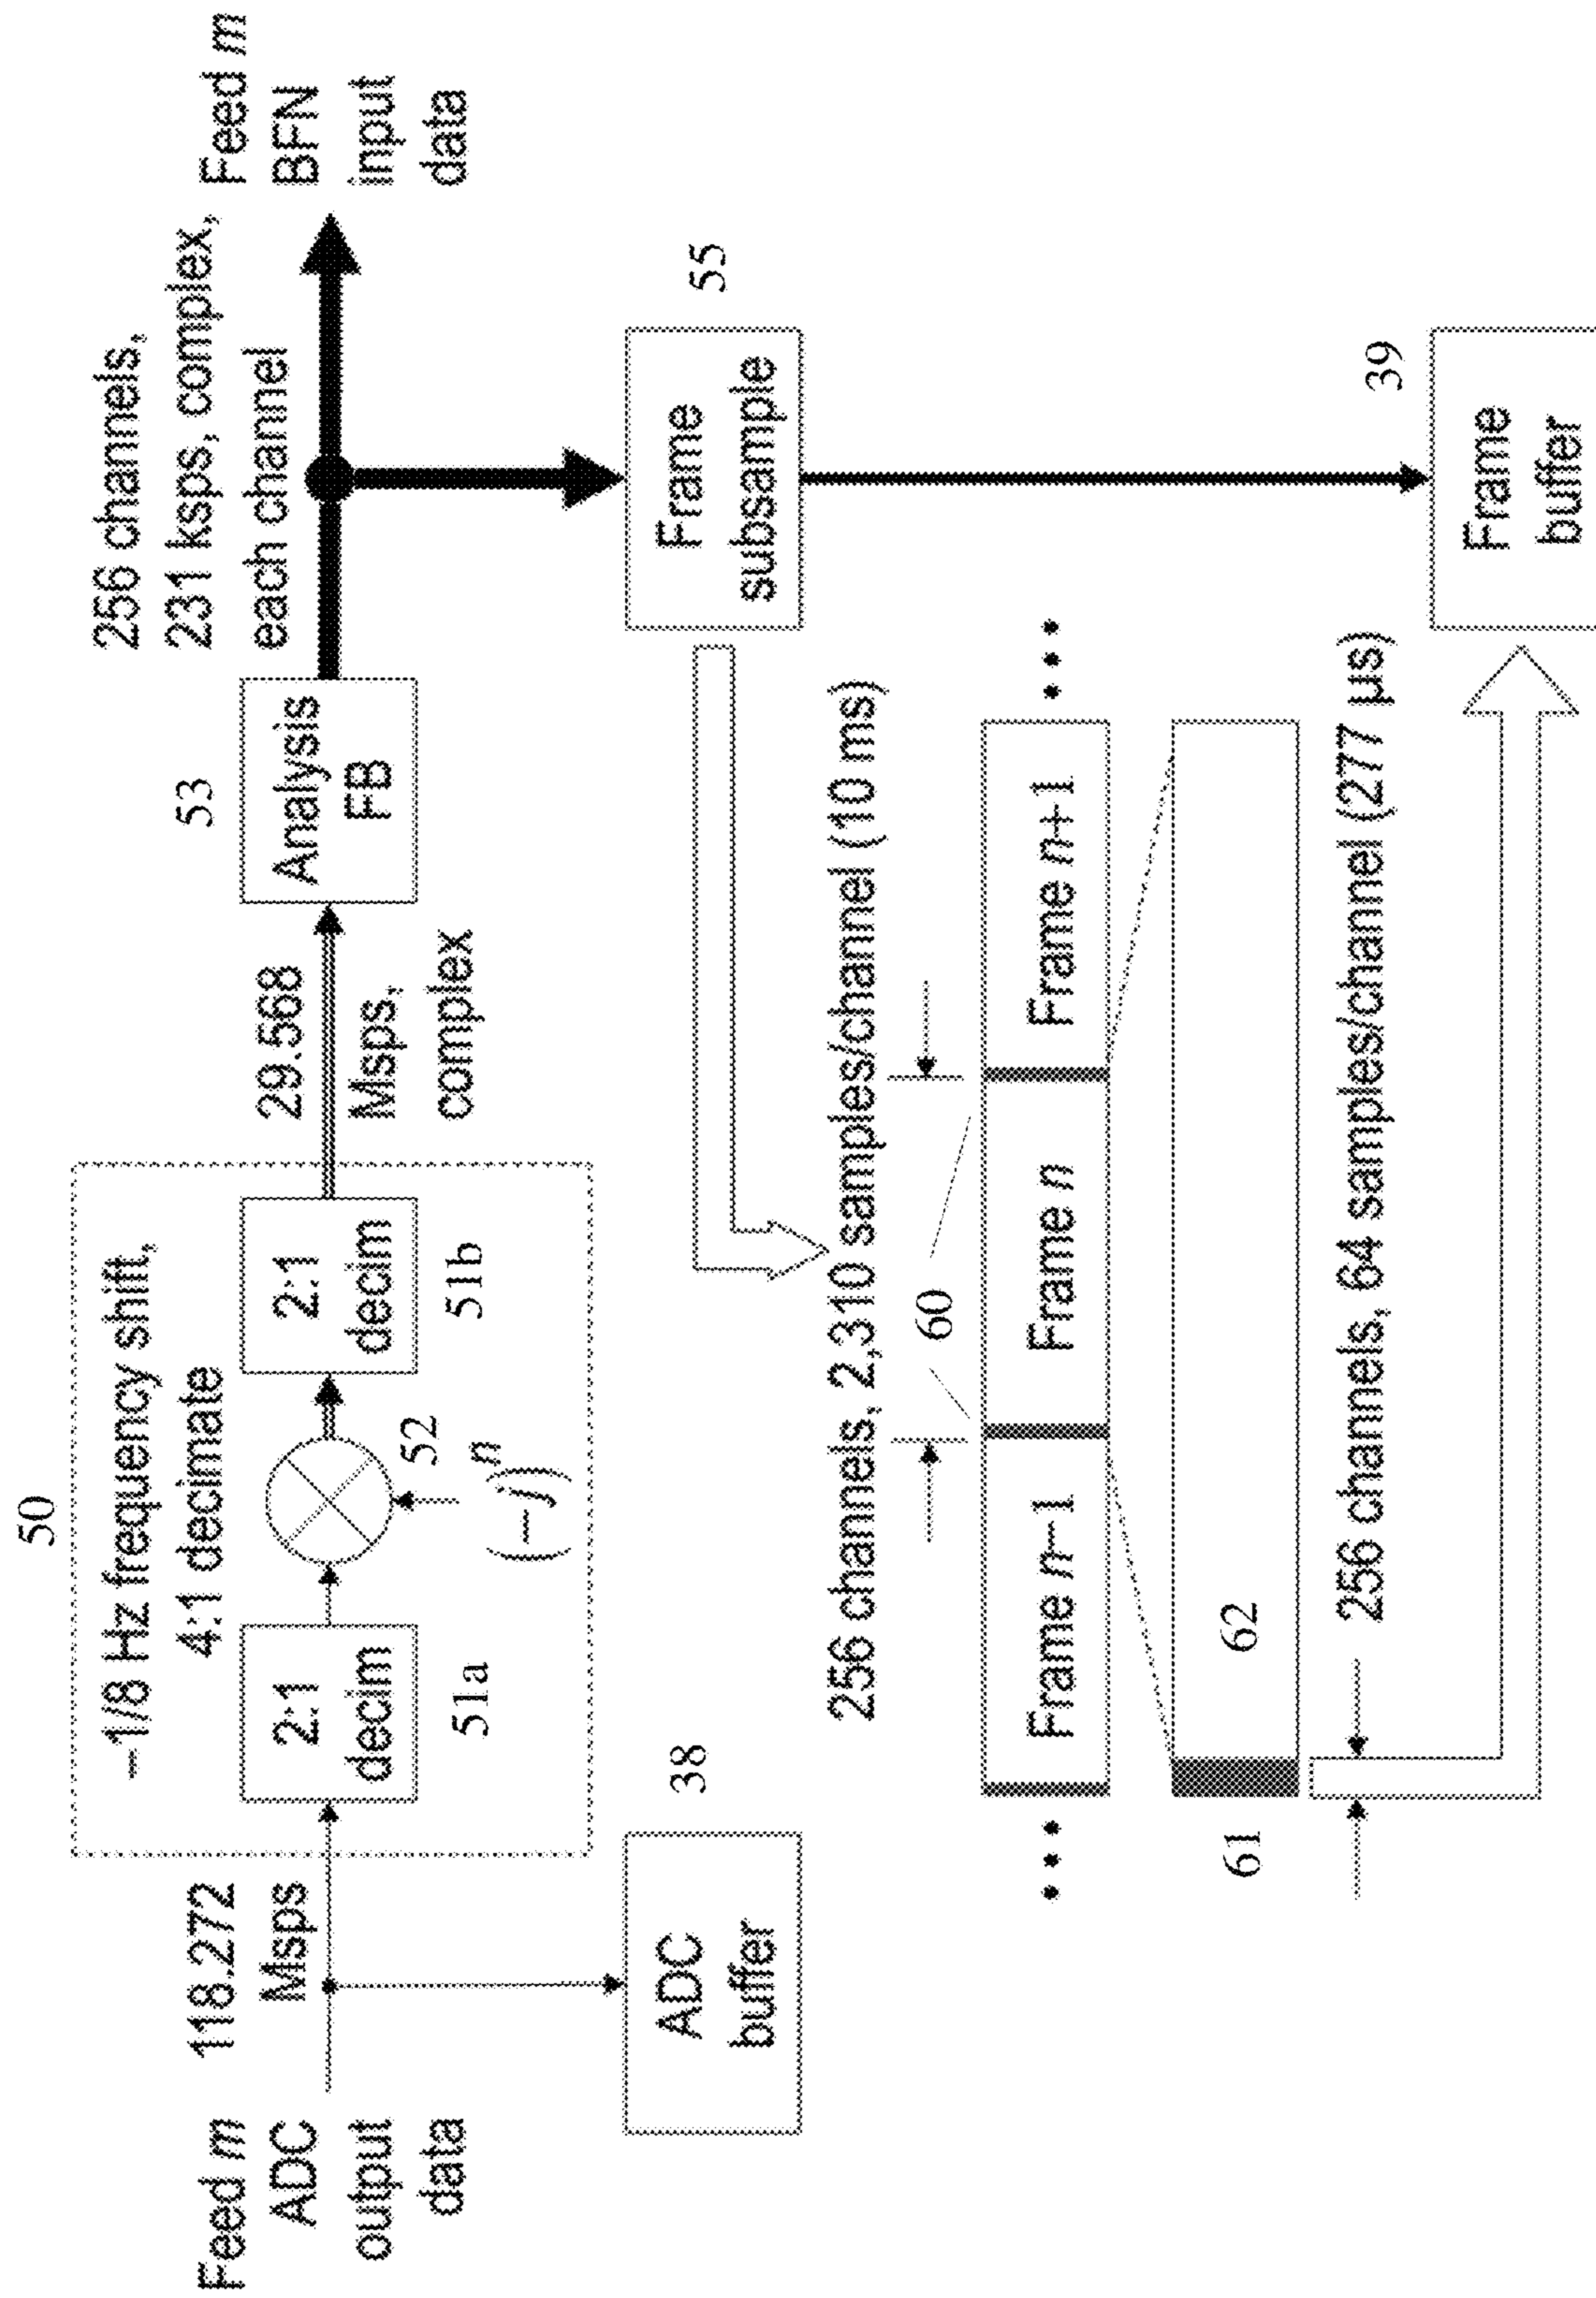 50
–1/8 Hz frequency shift,
4:1 decimate
Feed m
ADC
output
data
118.272
Msps
2:1
decim
51a
52
(–j)n
2:1
decim
51b
29.568
Msps,
complex
53
Analysis
FB
256 channels,
231 ksps, complex,
each channel
Feed m
BFN
input
data
ADC
buffer
38
Frame
subsample
55
256 channels, 2,310 samples/channel (10 ms)
60
Frame n–1
Frame n
Frame n+1
61
62
256 channels, 64 samples/channel (277 µs)
39
Frame
buffer